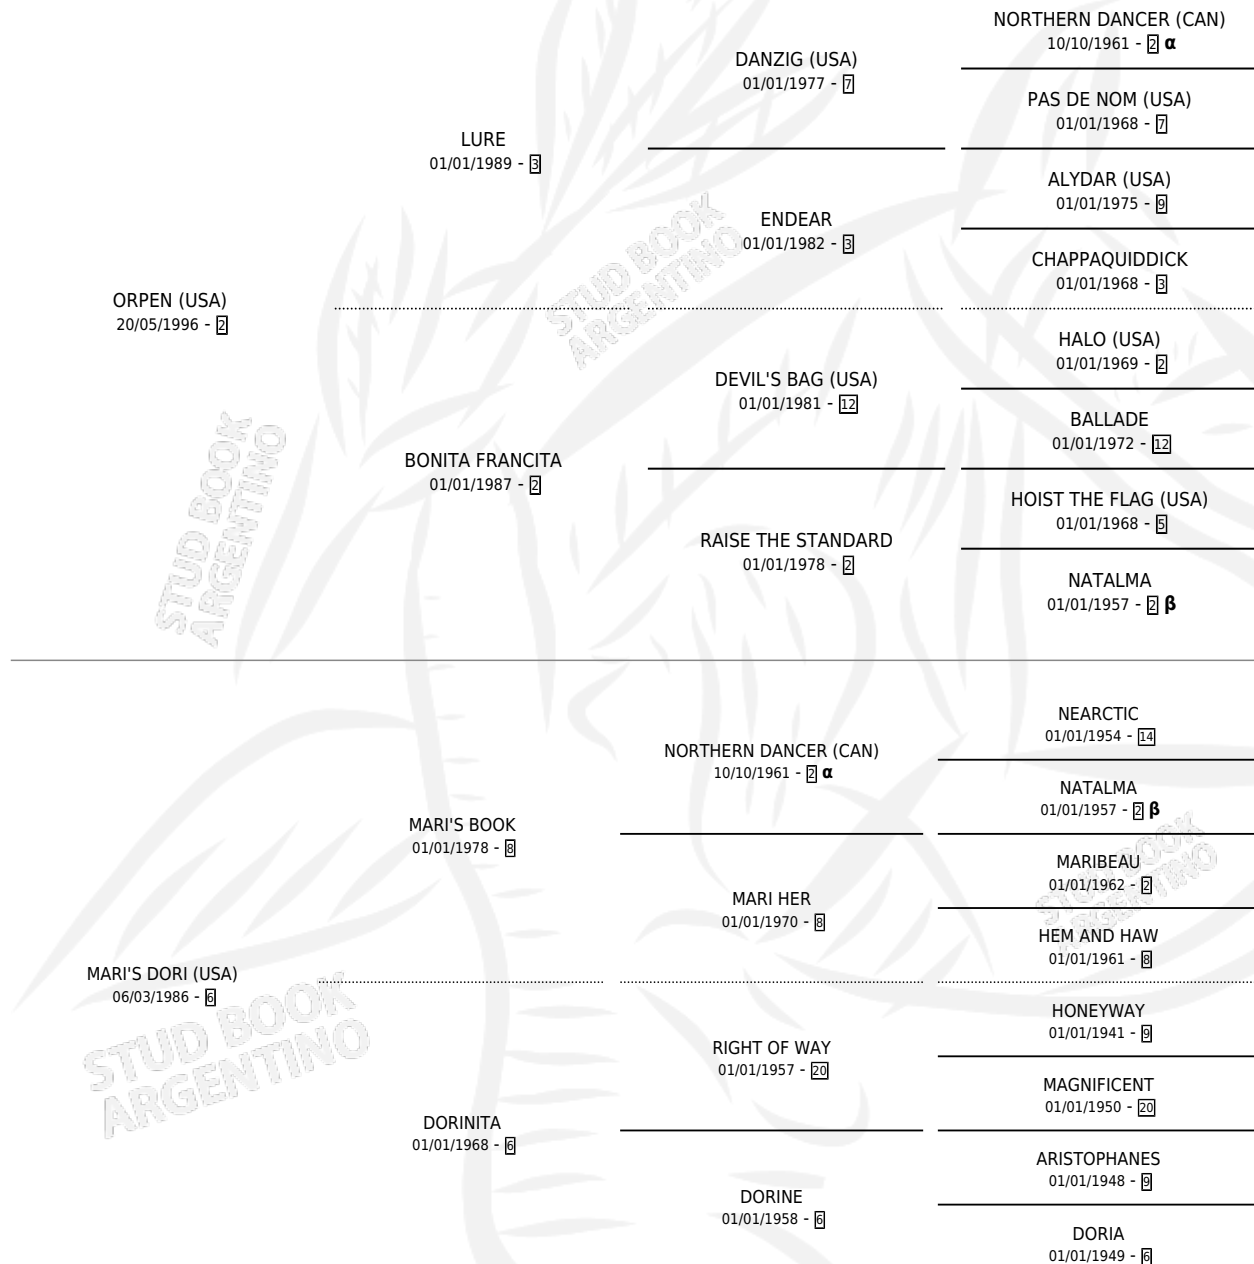 NORTHERN DANCER (CAN)
10/10/1961 - 2 α
DANZIG (USA)
01/01/1977 - 7
PAS DE NOM (USA)
01/01/1968 - 7
LURE
01/01/1989 - 3
ALYDAR (USA)
01/01/1975 - 9
ENDEAR
01/01/1982 - 3
CHAPPAQUIDDICK
01/01/1968 - 3
ORPEN (USA)
20/05/1996 - 2
HALO (USA)
01/01/1969 - 2
DEVIL'S BAG (USA)
01/01/1981 - 12
BALLADE
01/01/1972 - 12
BONITA FRANCITA
01/01/1987 - 2
HOIST THE FLAG (USA)
01/01/1968 - 5
RAISE THE STANDARD
01/01/1978 - 2
NATALMA
01/01/1957 - 2 β
NEARCTIC
01/01/1954 - 14
NORTHERN DANCER (CAN)
10/10/1961 - 2 α
NATALMA
01/01/1957 - 2 β
MARI'S BOOK
01/01/1978 - 8
MARIBEAU
01/01/1962 - 2
MARI HER
01/01/1970 - 8
HEM AND HAW
01/01/1961 - 8
MARI'S DORI (USA)
06/03/1986 - 6
HONEYWAY
01/01/1941 - 9
RIGHT OF WAY
01/01/1957 - 20
MAGNIFICENT
01/01/1950 - 20
DORINITA
01/01/1968 - 6
ARISTOPHANES
01/01/1948 - 9
DORINE
01/01/1958 - 6
DORIA
01/01/1949 - 6
STUD BOOK
ARGENTINO
STUD BOOK
ARGENTINO
STUD BOOK
ARGENTINO
STUD BOOK
ARGENTINO